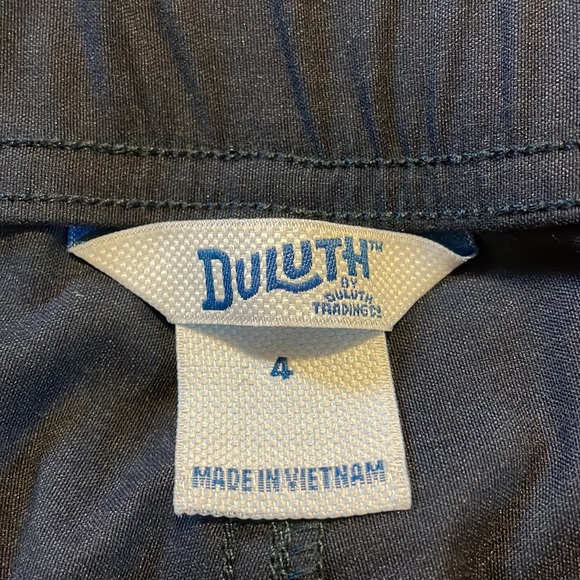 DULUTH™
BY
DULUTH
TRADING Co
4
MADE IN VIETNAM